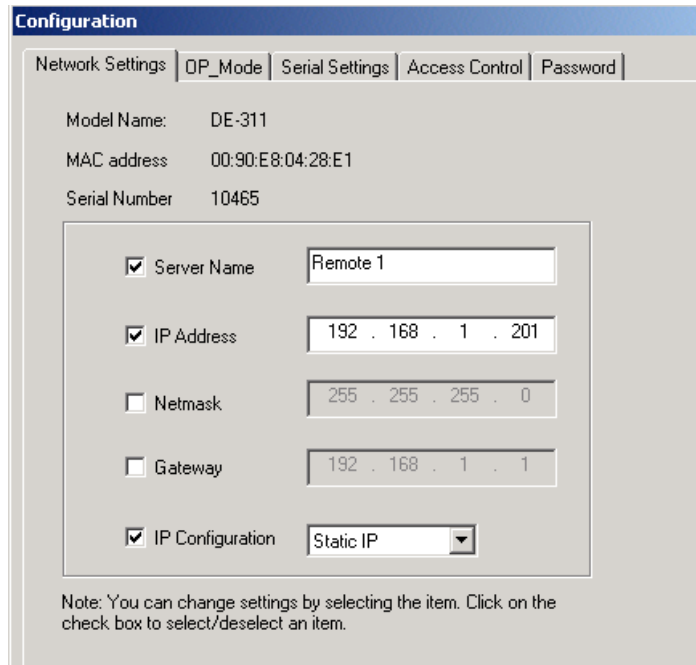 Configuration
Network Settings OP_Mode Serial Settings Access Control Password
Model Name: DE-311
MAC address 00:90:E8:04:28:E1
Serial Number 10465
Server Name Remote 1
IP Address 192 . 168 . 1 . 201
Netmask 255 . 255 . 255 . 0
Gateway 192 . 168 . 1 . 1
IP Configuration Static IP
Note: You can change settings by selecting the item. Click on the
check box to select/deselect an item.